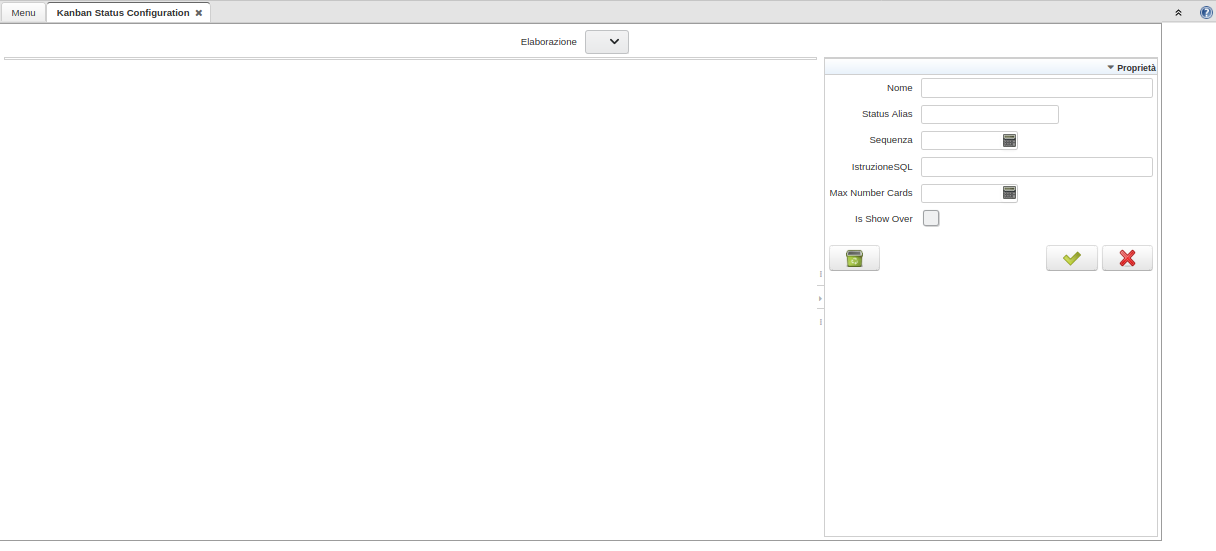 Menu
Kanban Status Configuration
Elaborazione
Proprietà
Nome
Status Alias
Sequenza
IstruzioneSQL
Max Number Cards
Is Show Over